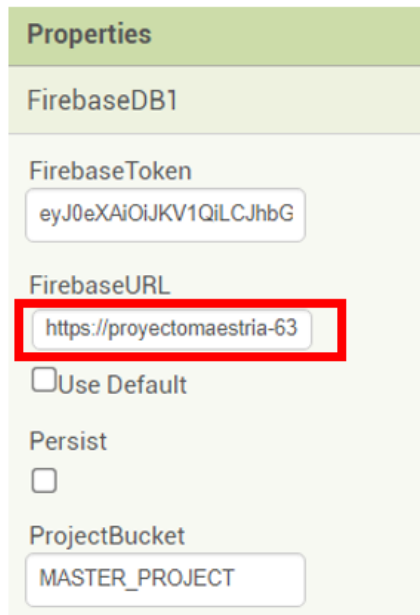 Properties
FirebaseDB1
FirebaseToken
eyJ0eXAiOiJKV1QiLCJhbG
FirebaseURL
https://proyectomaestria-63
Use Default
Persist
ProjectBucket
MASTER_PROJECT